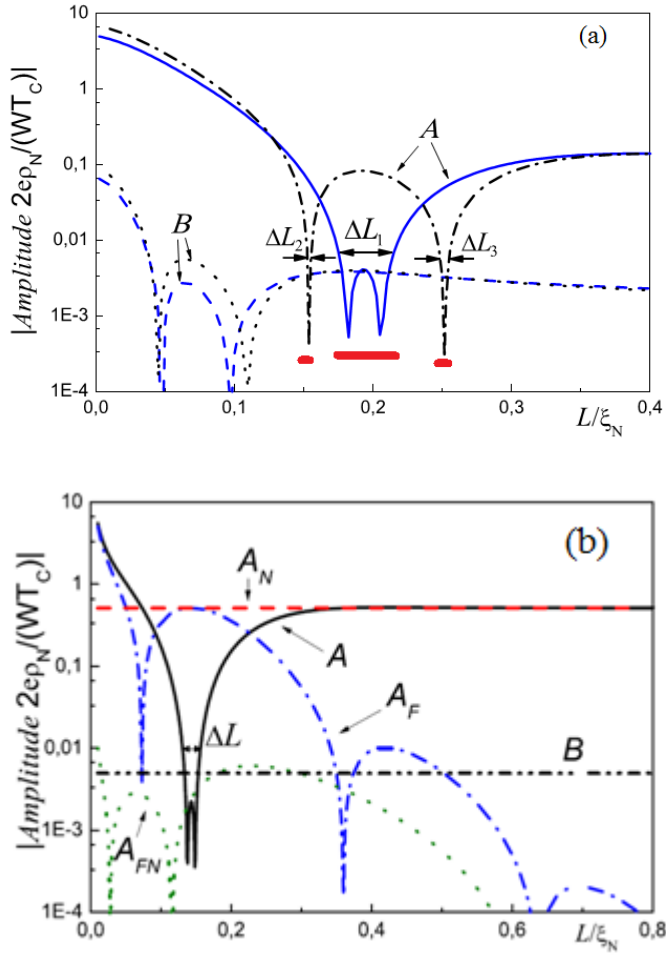 10
(a)
1
A
0,1
B
ΔL2
ΔL1
ΔL3
0,01
1E-3
1E-4
|Amplitude 2eρN/(WTC)|
0,0
0,1
0,2
0,3
0,4
L/ξN
10
(b)
AN
1
A
0,1
AF
ΔL
0,01
B
1E-3
AFN
1E-4
|Amplitude 2eρN/(WTC)|
0,0
0,2
0,4
0,6
0,8
L/ξN